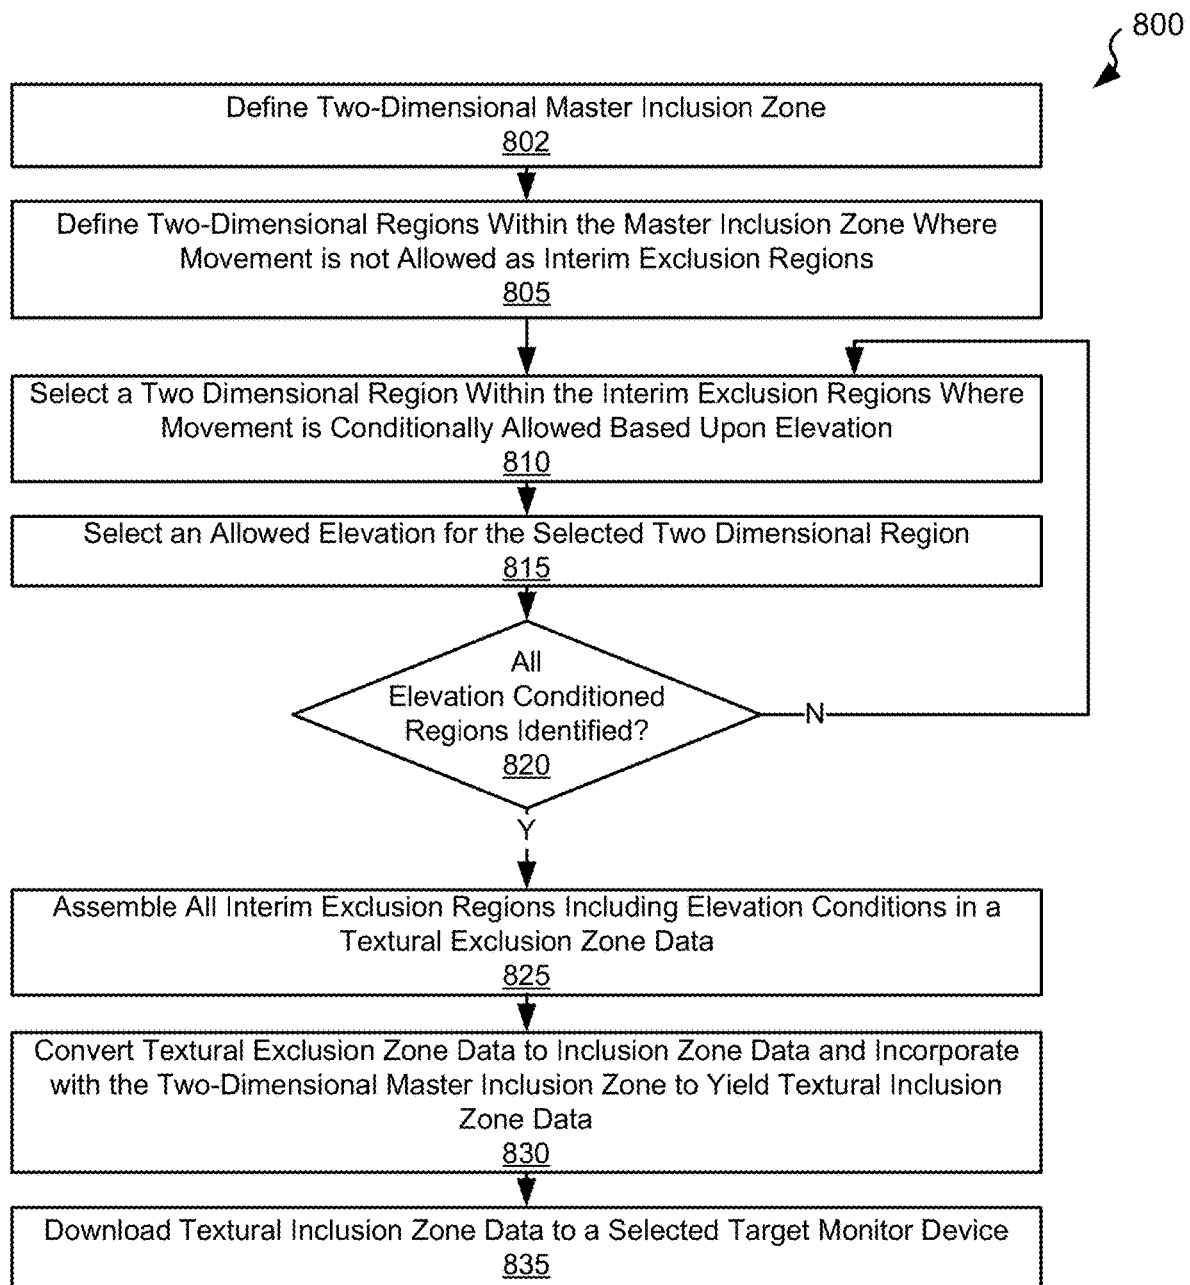 800
Define Two-Dimensional Master Inclusion Zone
802
Define Two-Dimensional Regions Within the Master Inclusion Zone Where
Movement is not Allowed as Interim Exclusion Regions
805
Select a Two Dimensional Region Within the Interim Exclusion Regions Where
Movement is Conditionally Allowed Based Upon Elevation
810
Select an Allowed Elevation for the Selected Two Dimensional Region
815
All
Elevation Conditioned
Regions Identified?
820
N
Y
Assemble All Interim Exclusion Regions Including Elevation Conditions in a
Textural Exclusion Zone Data
825
Convert Textural Exclusion Zone Data to Inclusion Zone Data and Incorporate
with the Two-Dimensional Master Inclusion Zone to Yield Textural Inclusion
Zone Data
830
Download Textural Inclusion Zone Data to a Selected Target Monitor Device
835